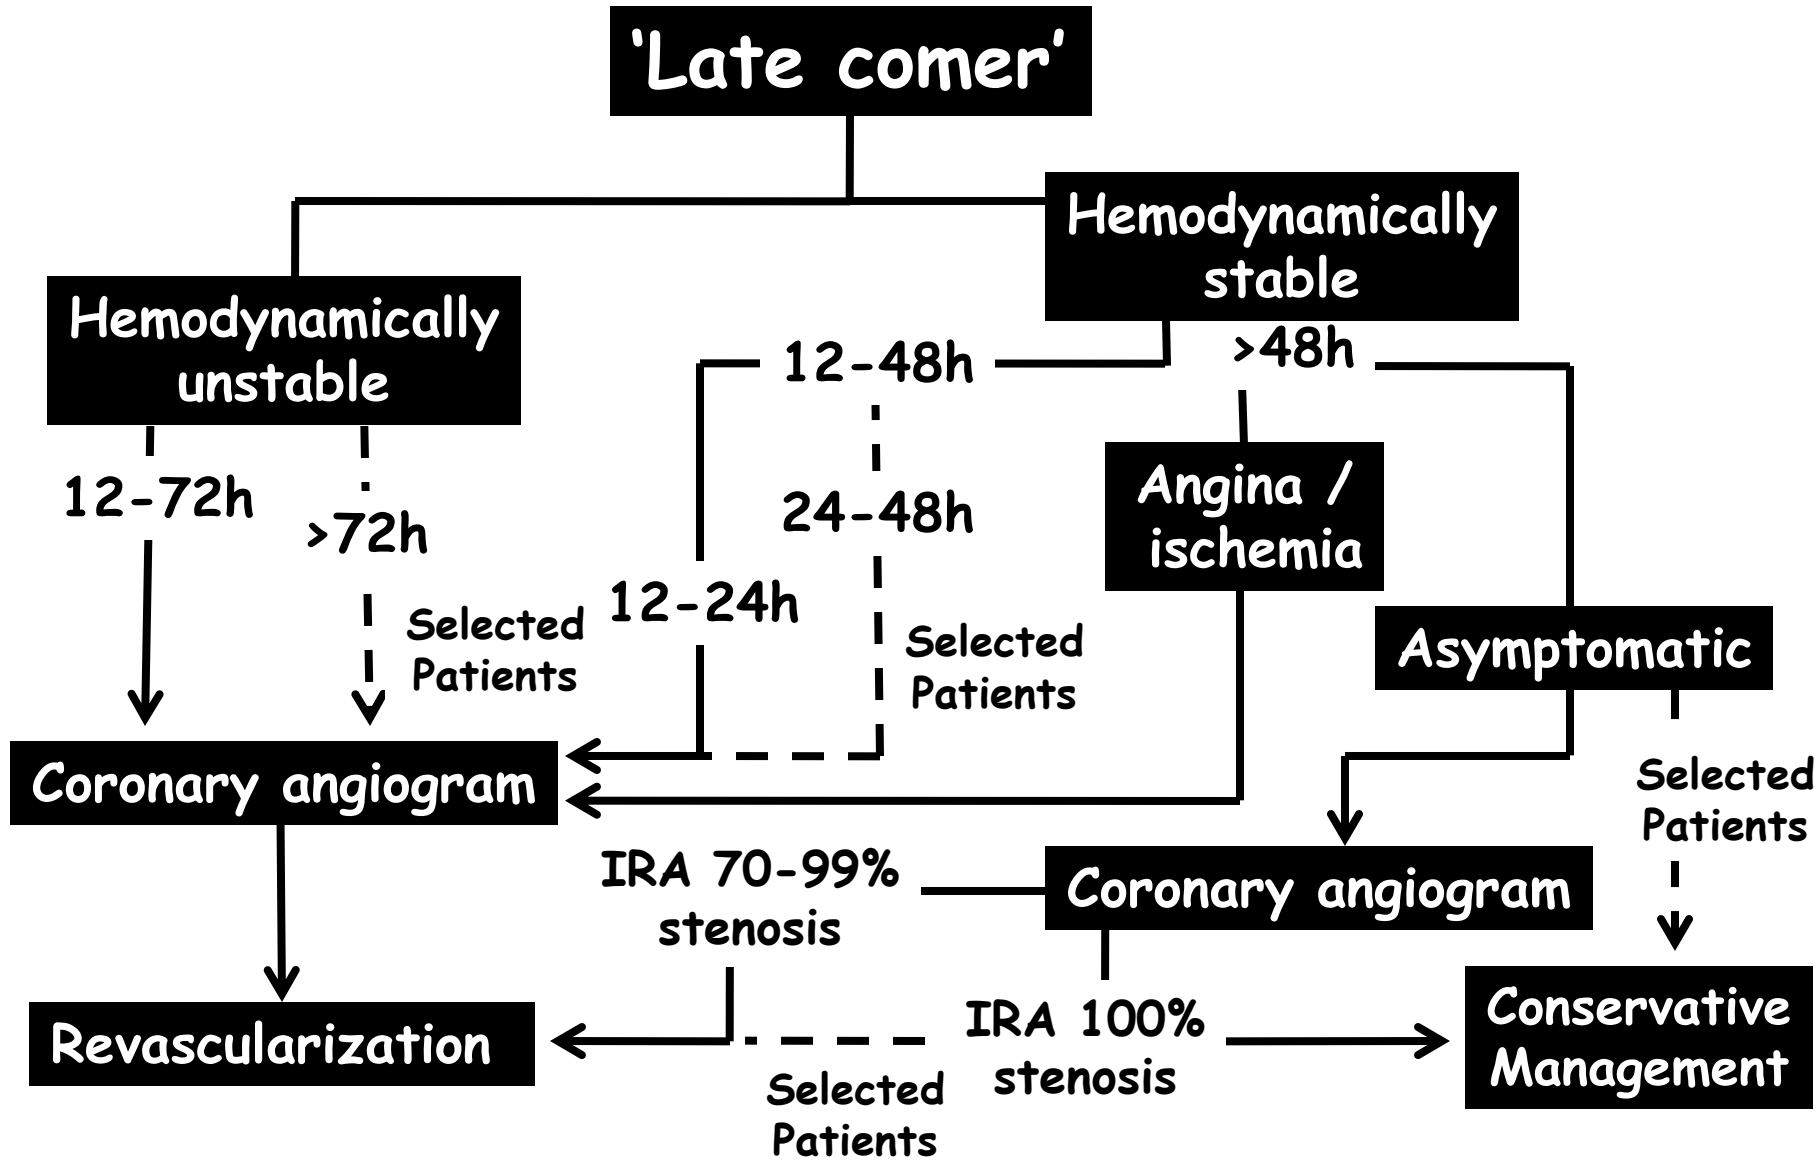 ‘Late comer‘
Hemodynamically
stable
Hemodynamically
unstable
12-48h
>48h
12-72h
>72h
24-48h
Angina /
ischemia
12-24h
Selected
Patients
Selected
Patients
Asymptomatic
Coronary angiogram
Selected
Patients
IRA 70-99%
stenosis
Coronary angiogram
Conservative
Management
Revascularization
IRA 100%
stenosis
Selected
Patients